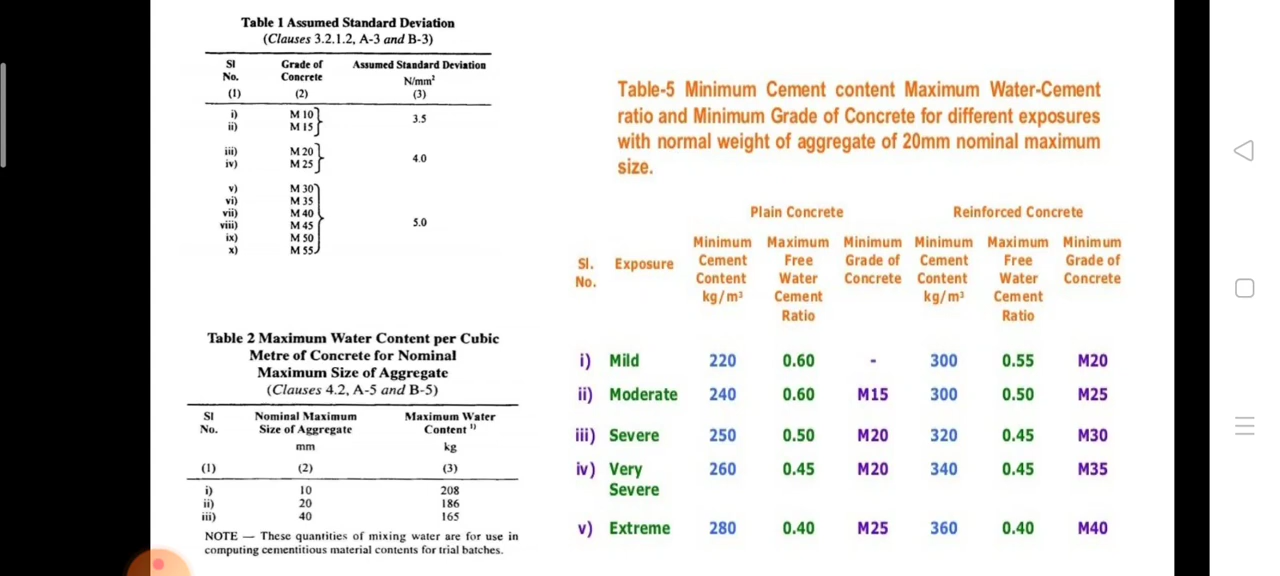 Table 1 Assumed Standard Deviation
(Clauses 3.2.1.2, A-3 and B-3)
Sl No. Grade of Concrete Assumed Standard Deviation N/mm²
(1) (2) (3)
i) M 10 3.5
ii) M 15
iii) M 20 4.0
iv) M 25
v) M 30
vi) M 35
vii) M 40 5.0
viii) M 45
ix) M 50
x) M 55
Table 2 Maximum Water Content per Cubic
Metre of Concrete for Nominal
Maximum Size of Aggregate
(Clauses 4.2, A-5 and B-5)
Sl No. Nominal Maximum Size of Aggregate mm Maximum Water Content ¹⁾ kg
(1) (2) (3)
i) 10 208
ii) 20 186
iii) 40 165
NOTE — These quantities of mixing water are for use in
computing cementitious material contents for trial batches.
Table-5 Minimum Cement content Maximum Water-Cement
ratio and Minimum Grade of Concrete for different exposures
with normal weight of aggregate of 20mm nominal maximum
size.
Plain Concrete Reinforced Concrete
Sl. No. Exposure Minimum Cement Content kg/m³ Maximum Free Water Cement Ratio Minimum Grade of Concrete Minimum Cement Content kg/m³ Maximum Free Water Cement Ratio Minimum Grade of Concrete
i) Mild 220 0.60 - 300 0.55 M20
ii) Moderate 240 0.60 M15 300 0.50 M25
iii) Severe 250 0.50 M20 320 0.45 M30
iv) Very Severe 260 0.45 M20 340 0.45 M35
v) Extreme 280 0.40 M25 360 0.40 M40